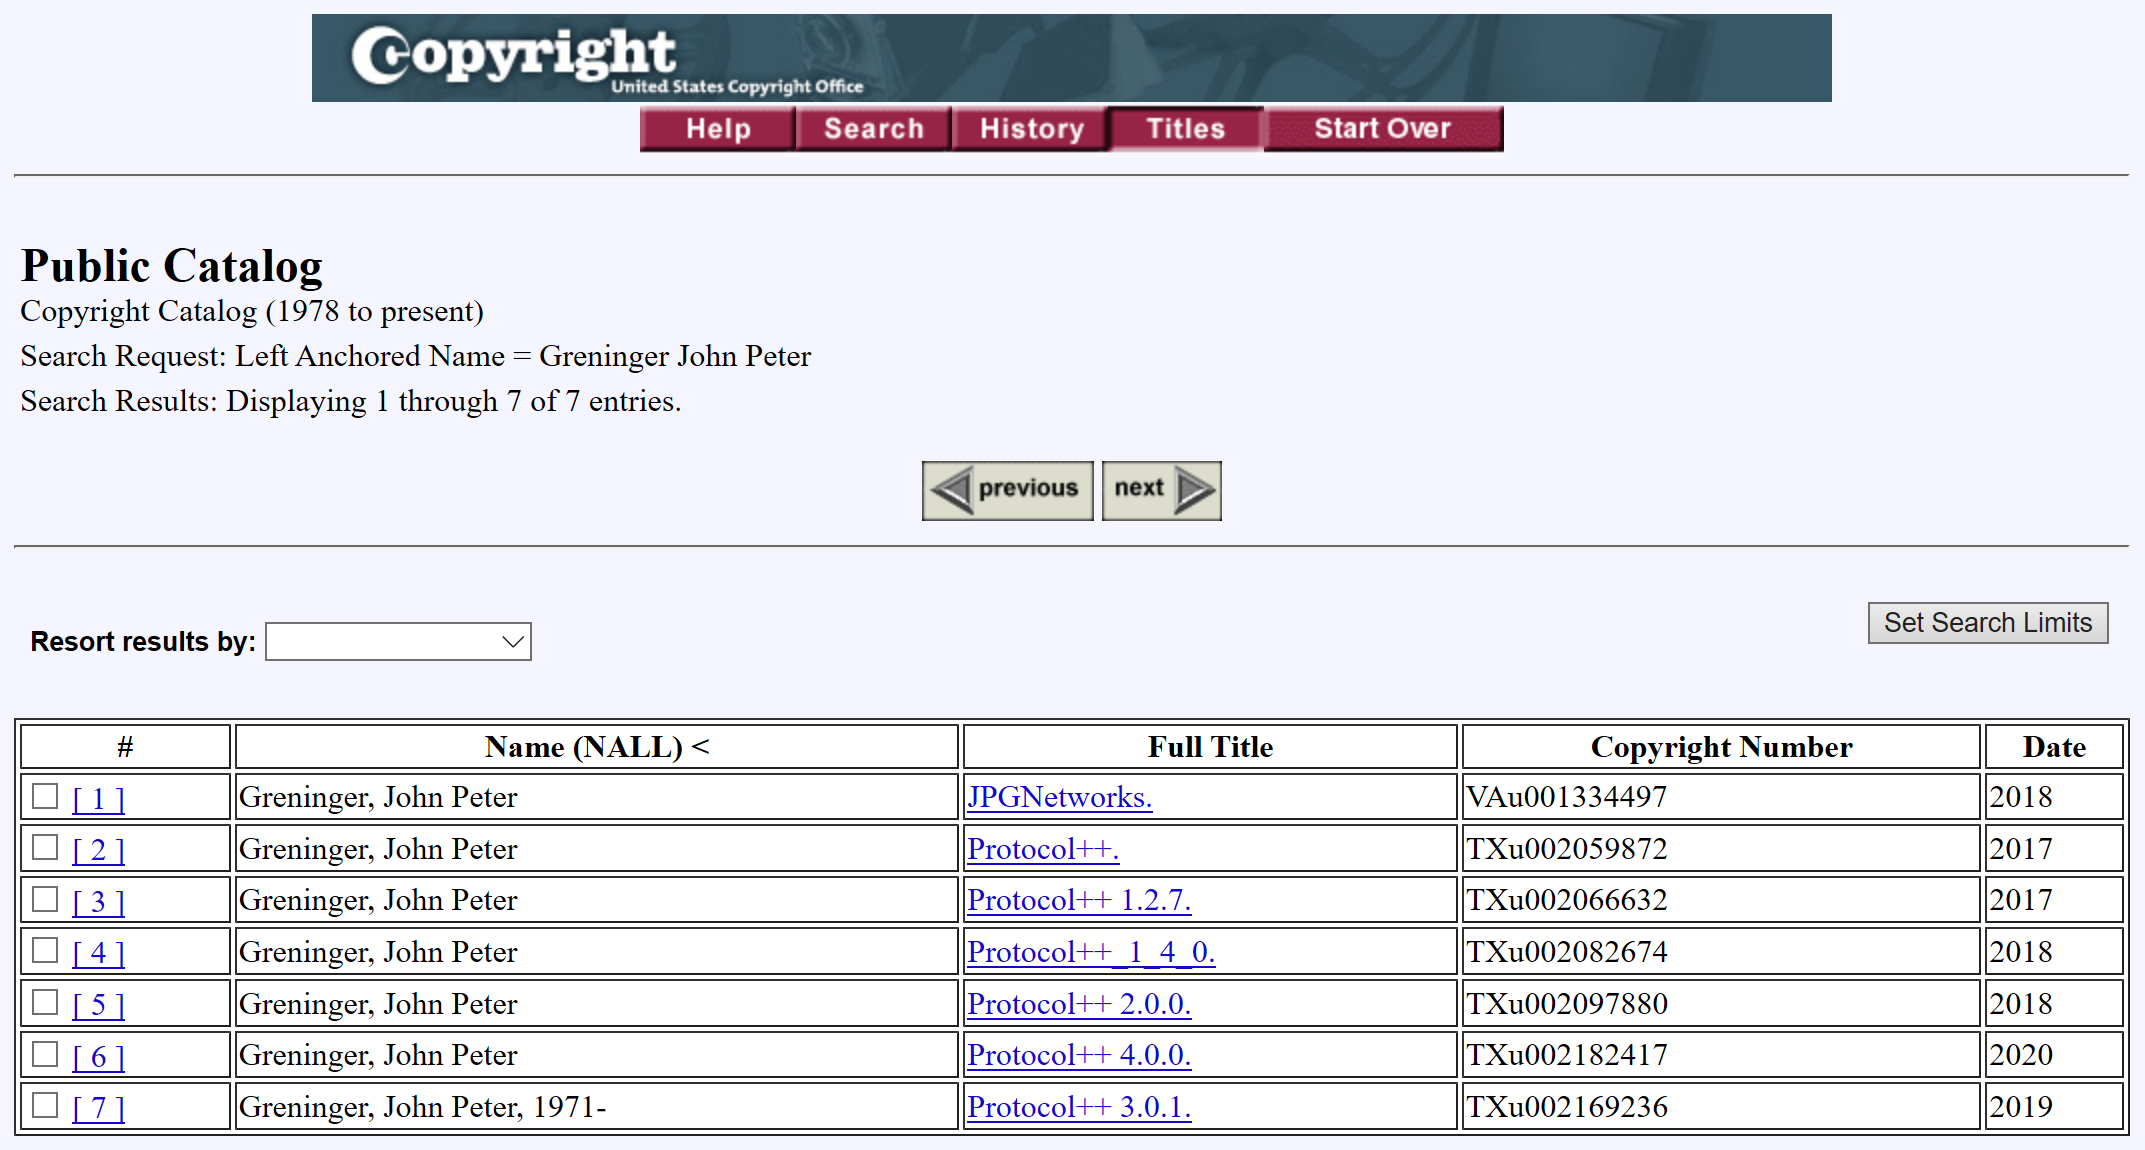 Copyright
United States Copyright Office
Help Search History Titles Start Over
Public Catalog
Copyright Catalog (1978 to present)
Search Request: Left Anchored Name = Greninger John Peter
Search Results: Displaying 1 through 7 of 7 entries.
previous next
Set Search Limits
Resort results by:
# Name (NALL) < Full Title Copyright Number Date
[ 1 ] Greninger, John Peter JPGNetworks. VAu001334497 2018
[ 2 ] Greninger, John Peter Protocol++. TXu002059872 2017
[ 3 ] Greninger, John Peter Protocol++ 1.2.7. TXu002066632 2017
[ 4 ] Greninger, John Peter Protocol++_1_4_0. TXu002082674 2018
[ 5 ] Greninger, John Peter Protocol++ 2.0.0. TXu002097880 2018
[ 6 ] Greninger, John Peter Protocol++ 4.0.0. TXu002182417 2020
[ 7 ] Greninger, John Peter, 1971- Protocol++ 3.0.1. TXu002169236 2019